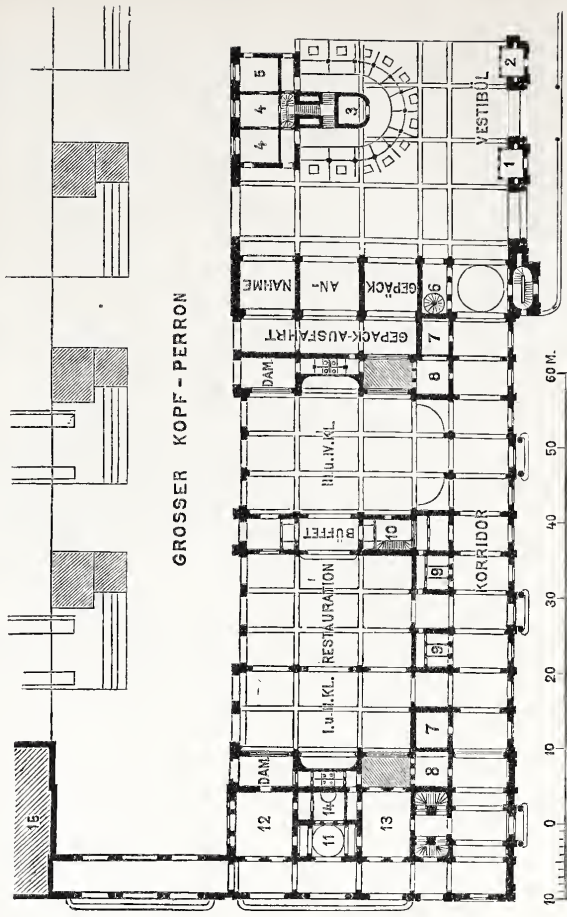 GROSSER KOPF-PERRON
15
12
11
14
13
DAM.
8
7
I.u.II.KL. RESTAURATION
9
9
BÜFFET
10
III.u.IV.KL.
DAM.
8
7
GEPÄCK-AUSFAHRT
GEPÄCK
AN-
NAHME
6
4
4
5
3
VESTIBÜL
1
2
KORRIDOR
10 0 10 20 30 40 50 60 M.